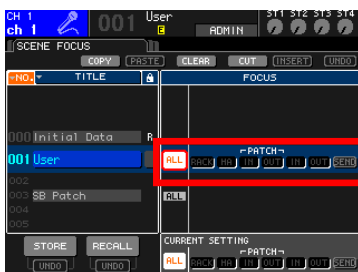 CH 1
ch 1
001
User
E
ADMIN
ST1 ST2 ST3 ST4
SCENE FOCUS
COPY (PASTE) CLEAR CUT (INSERT) (UNDO)
NO. TITLE FOCUS
000 Initial Data R
PATCH
001 User ALL RACK HA IN OUT IN OUT SEND
002
003 SB Patch ALL
004
005
STORE RECALL
UNDO UNDO
CURRENT SETTING
PATCH
ALL RACK HA IN OUT IN OUT SEND